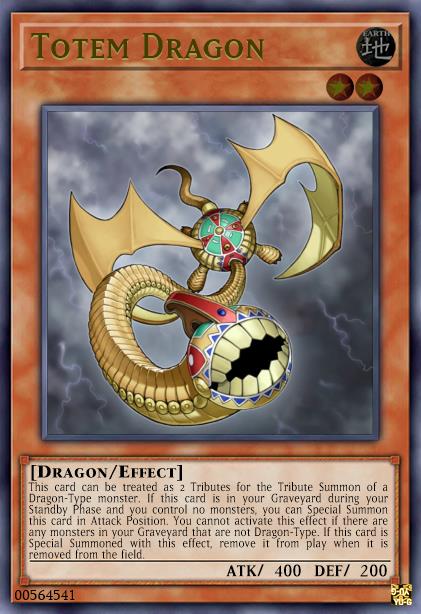 TOTEM DRAGON
EARTH
地
[DRAGON/EFFECT]
This card can be treated as 2 Tributes for the Tribute Summon of a
Dragon-Type monster. If this card is in your Graveyard during your
Standby Phase and you control no monsters, you can Special Summon
this card in Attack Position. You cannot activate this effect if there are
any monsters in your Graveyard that are not Dragon-Type. If this card is
Special Summoned with this effect, remove it from play when it is
removed from the field.
ATK/ 400 DEF/ 200
00564541